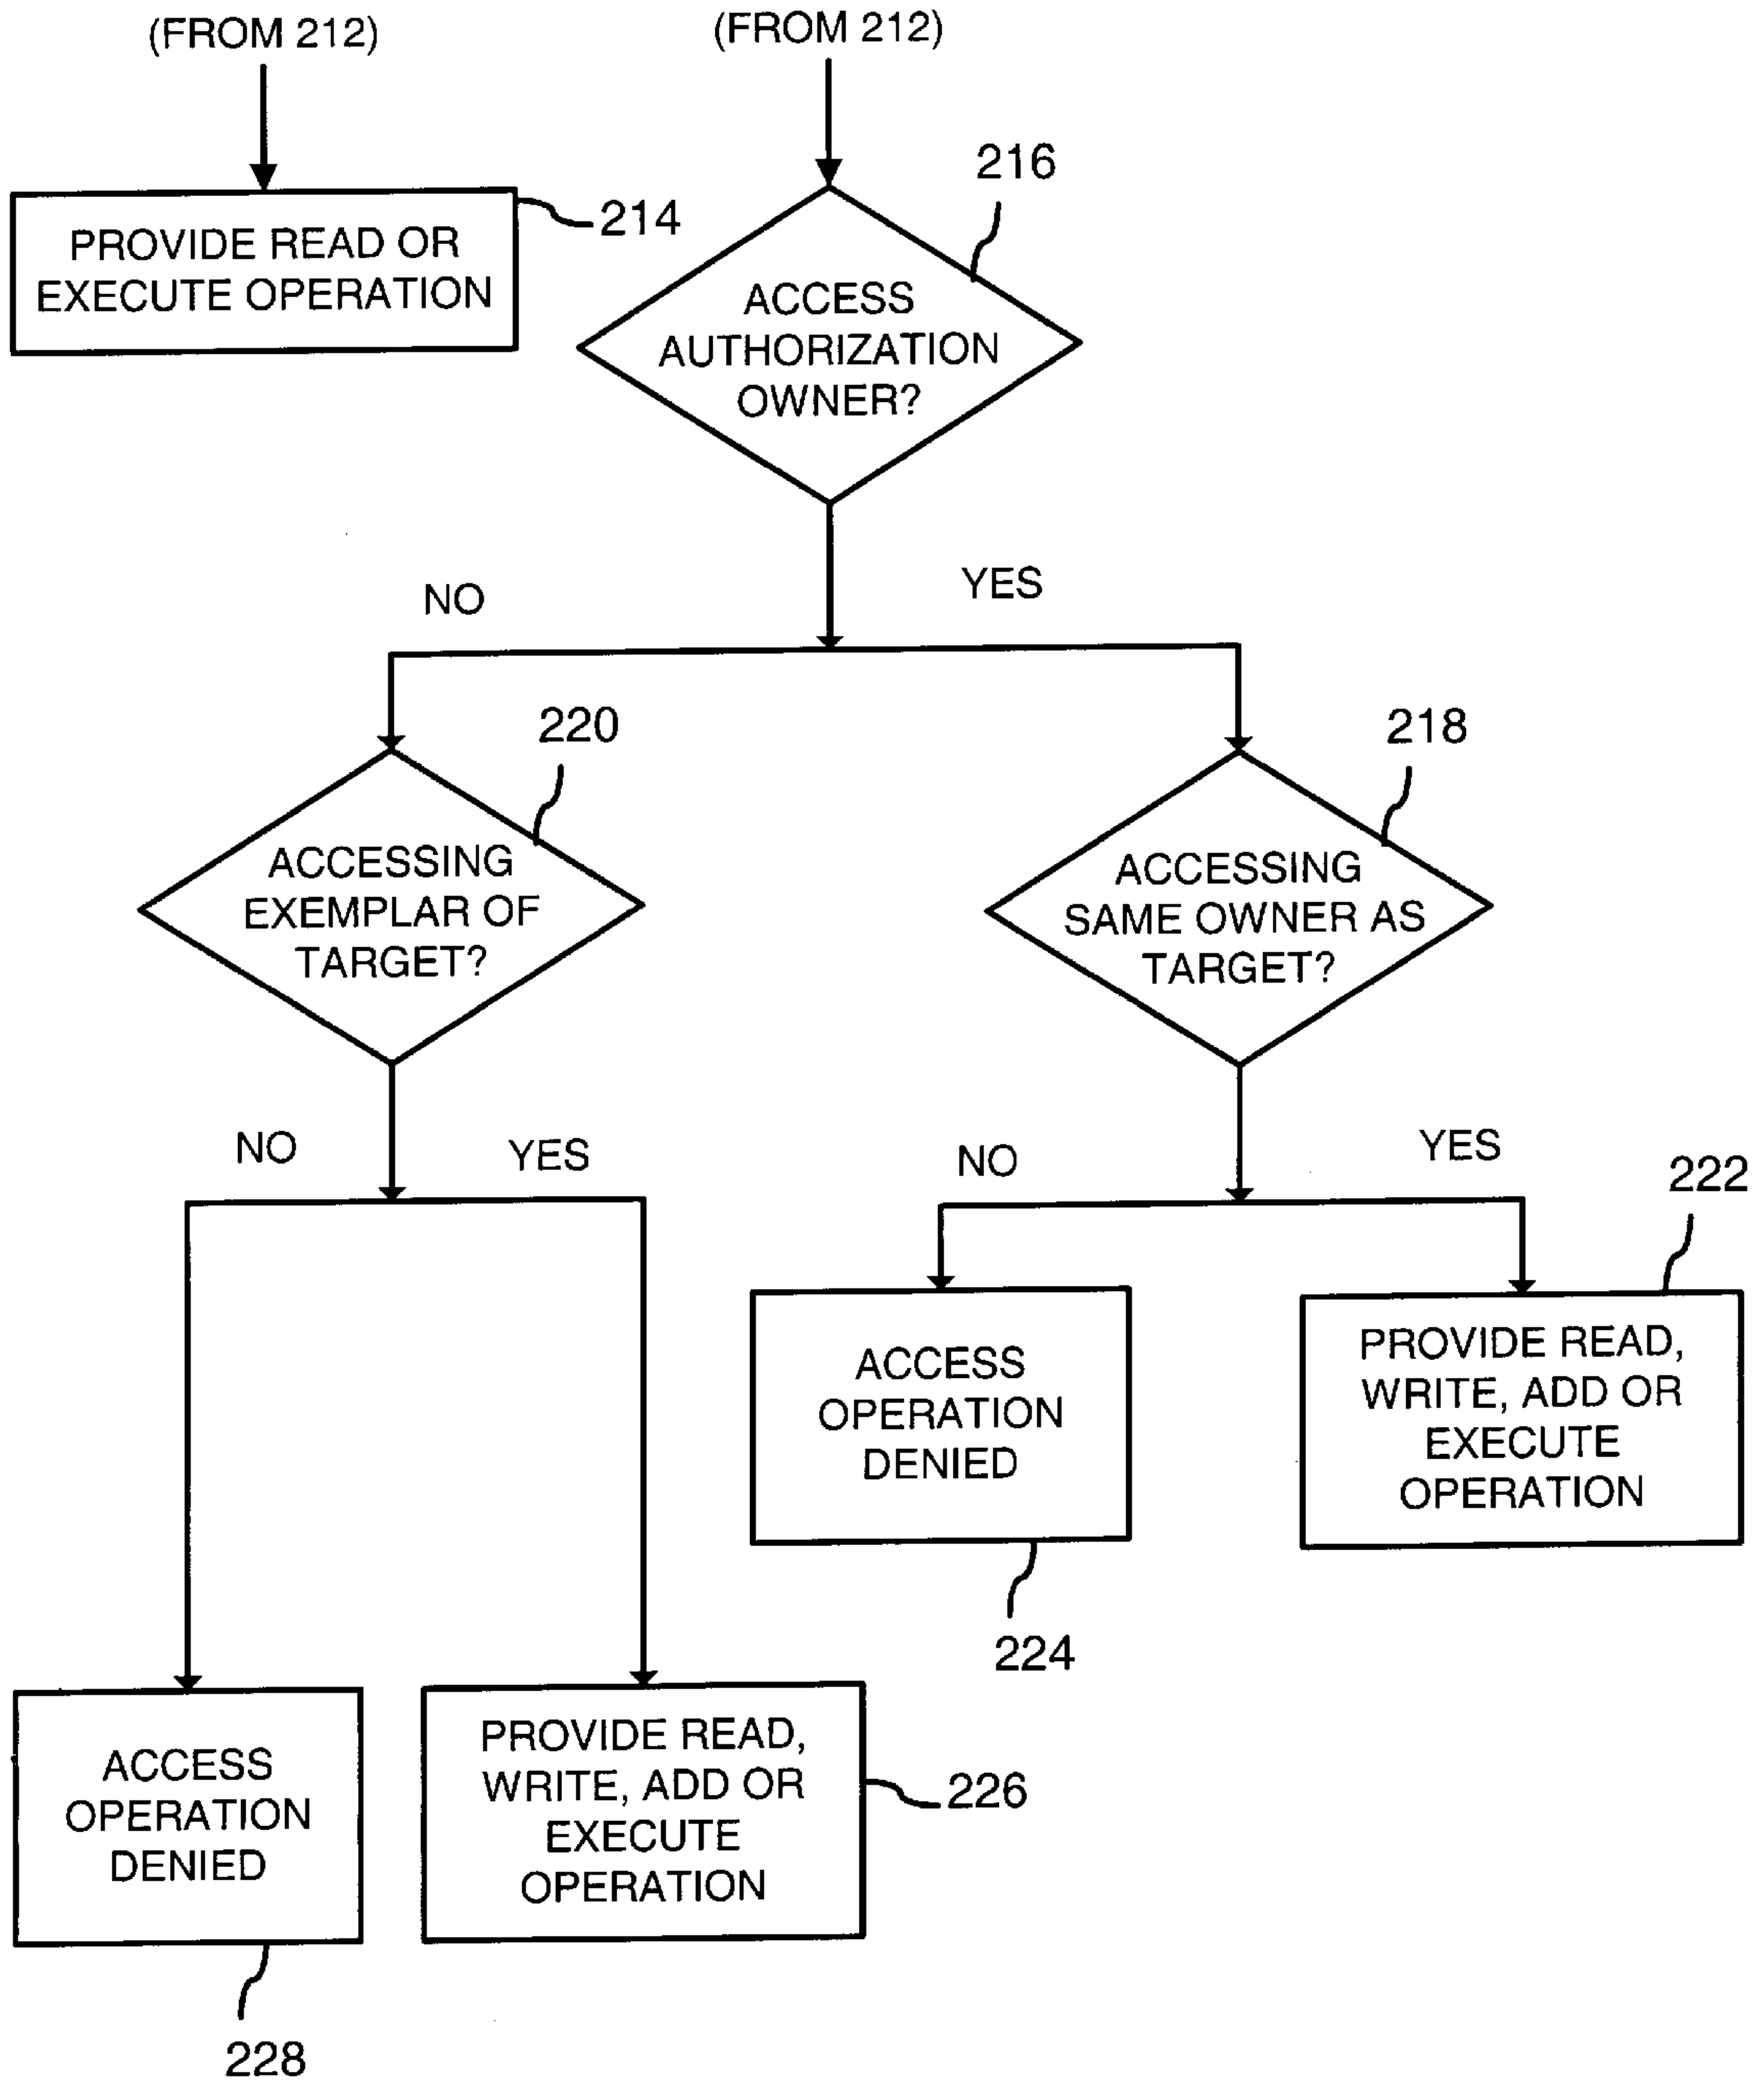 (FROM 212)
(FROM 212)
216
214
PROVIDE READ OR
EXECUTE OPERATION
ACCESS
AUTHORIZATION
OWNER?
NO
YES
220
218
ACCESSING
EXEMPLAR OF
TARGET?
ACCESSING
SAME OWNER AS
TARGET?
NO
YES
NO
YES
222
ACCESS
OPERATION
DENIED
PROVIDE READ,
WRITE, ADD OR
EXECUTE
OPERATION
224
ACCESS
OPERATION
DENIED
PROVIDE READ,
WRITE, ADD OR
EXECUTE
OPERATION
226
228